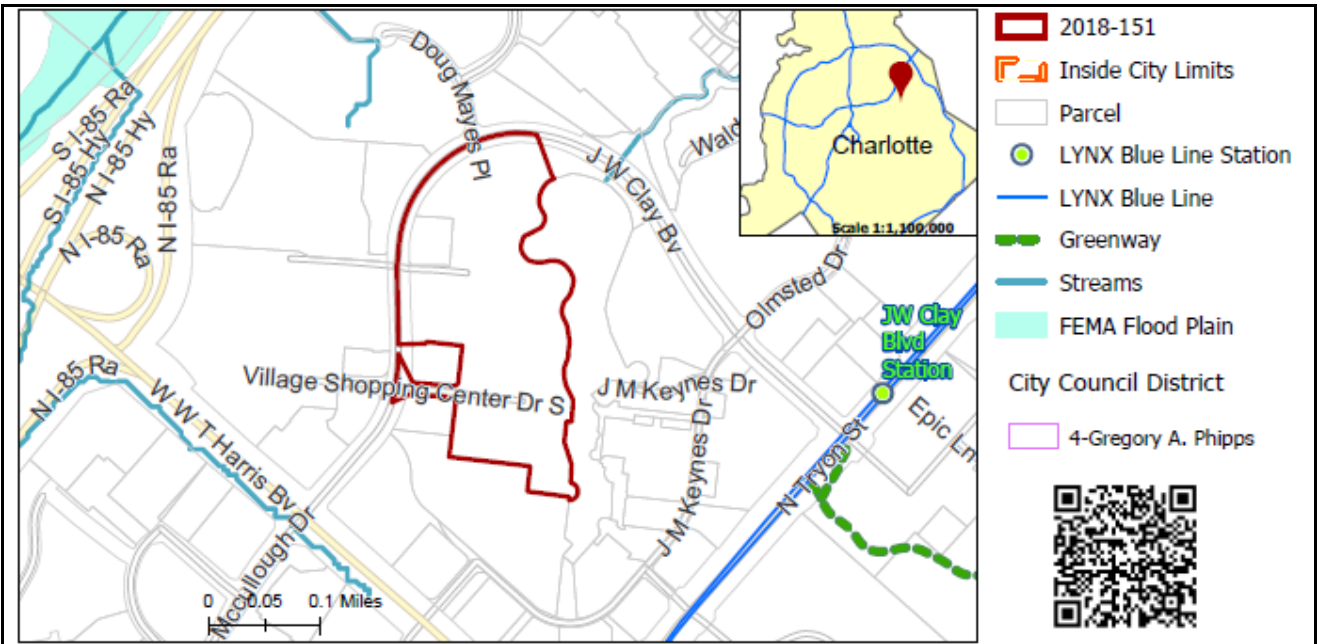 Doug Mayes Pl
S I-85 Ra
S I-85 Hy
N I-85 Hy
N I-85 Ra
N I-85 Ra
J W Clay Bv
Wald
Charlotte
Scale 1:1,100,000
Olmsted Dr
JW Clay
Blvd
Station
Village Shopping Center Dr S
J M Keynes Dr
N I-85 Ra
W W T Harris Bv
Epic Ln
N Tryon St
J M Keynes Dr
Mccullough Dr
0 0.05 0.1 Miles
2018-151
Inside City Limits
Parcel
LYNX Blue Line Station
LYNX Blue Line
Greenway
Streams
FEMA Flood Plain
City Council District
4-Gregory A. Phipps